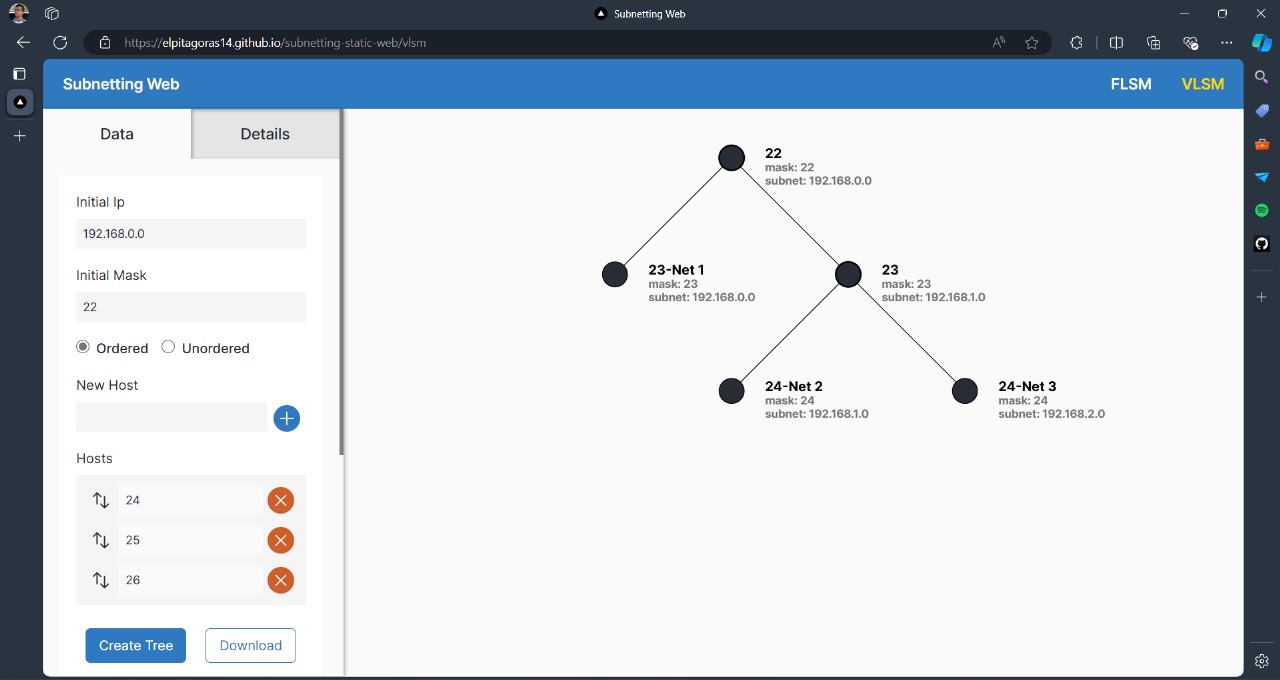 Subnetting Web
https://elpitagoras14.github.io/subnetting-static-web/vlsm
Subnetting Web
FLSM
VLSM
Data
Details
Initial Ip
192.168.0.0
Initial Mask
22
Ordered
Unordered
New Host
Hosts
24
25
26
Create Tree
Download
22
mask: 22
subnet: 192.168.0.0
23-Net 1
mask: 23
subnet: 192.168.0.0
23
mask: 23
subnet: 192.168.1.0
24-Net 2
mask: 24
subnet: 192.168.1.0
24-Net 3
mask: 24
subnet: 192.168.2.0